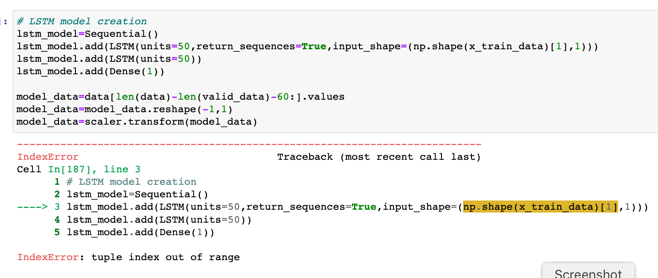 ]:
# LSTM model creation
lstm_model=Sequential()
lstm_model.add(LSTM(units=50,return_sequences=True,input_shape=(np.shape(x_train_data)[1],1)))
lstm_model.add(LSTM(units=50))
lstm_model.add(Dense(1))

model_data=data[len(data)-len(valid_data)-60:].values
model_data=model_data.reshape(-1,1)
model_data=scaler.transform(model_data)
---------------------------------------------------------------------------
IndexError                                Traceback (most recent call last)
Cell In[187], line 3
      1 # LSTM model creation
      2 lstm_model=Sequential()
----> 3 lstm_model.add(LSTM(units=50,return_sequences=True,input_shape=(np.shape(x_train_data)[1],1)))
      4 lstm_model.add(LSTM(units=50))
      5 lstm_model.add(Dense(1))

IndexError: tuple index out of range
Screenshot